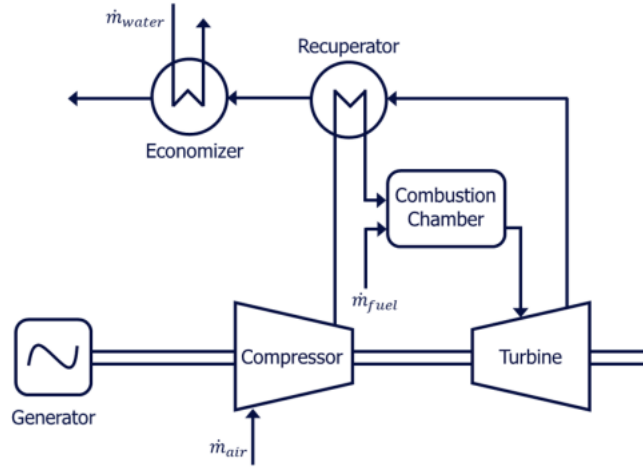 ṁwater
Recuperator
Economizer
Combustion
Chamber
ṁfuel
Compressor
Turbine
Generator
ṁair